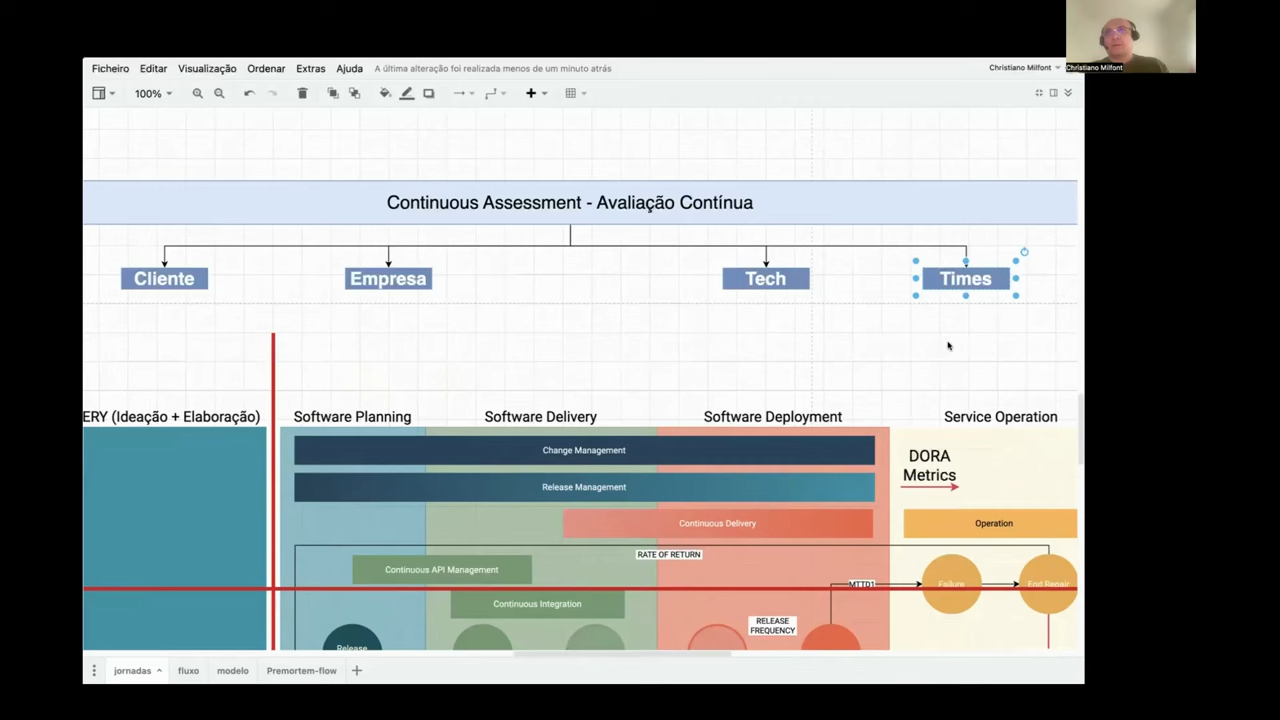 Christiano Milfont
Ficheiro Editar Visualização Ordenar Extras Ajuda A última alteração foi realizada menos de um minuto atrás Christiano Milfont
100%
Continuous Assessment - Avaliação Contínua
Cliente Empresa Tech Times
ERY (Ideação + Elaboração) Software Planning Software Delivery Software Deployment Service Operation
Change Management
DORA
Metrics
Release Management
Continuous Delivery
Operation
RATE OF RETURN
Continuous API Management
MTT01
Failure
End Repair
Continuous Integration
RELEASE
FREQUENCY
Release
jornadas fluxo modelo Premortem-flow